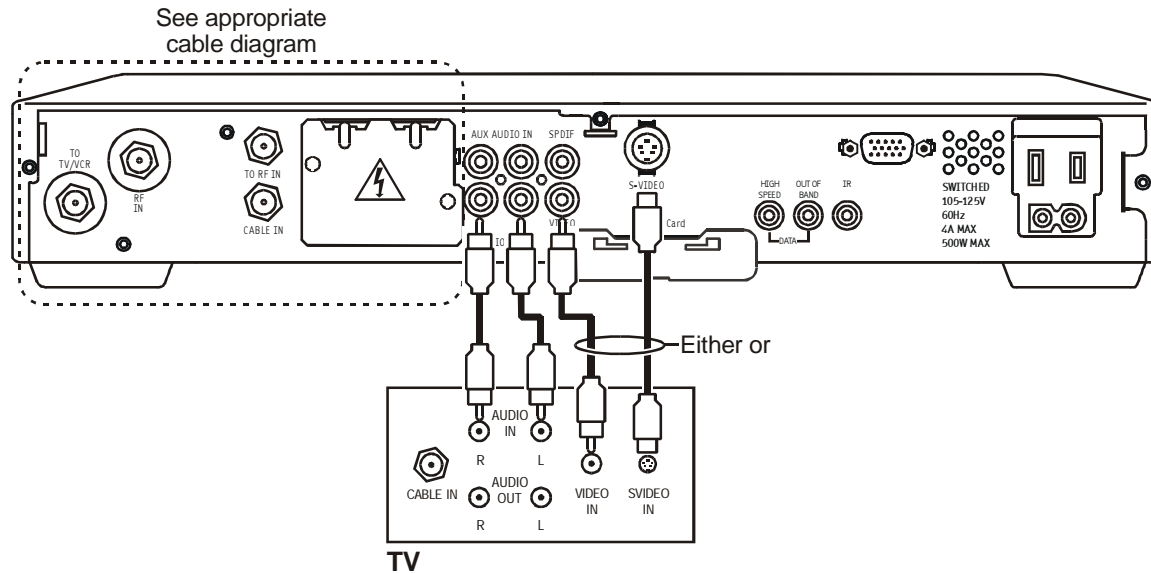 See appropriate
cable diagram
TO
TV/VCR
RF
IN
TO RF IN
CABLE IN
AUX AUDIO IN
SPDIF
S-VIDEO
Card
HIGH
SPEED
OUT OF
BAND
IR
DATA
SWITCHED
105-125V
60Hz
4A MAX
500W MAX
Either or
AUDIO
IN
R
L
CABLE IN
AUDIO
OUT
R
L
VIDEO
IN
SVIDEO
IN
TV